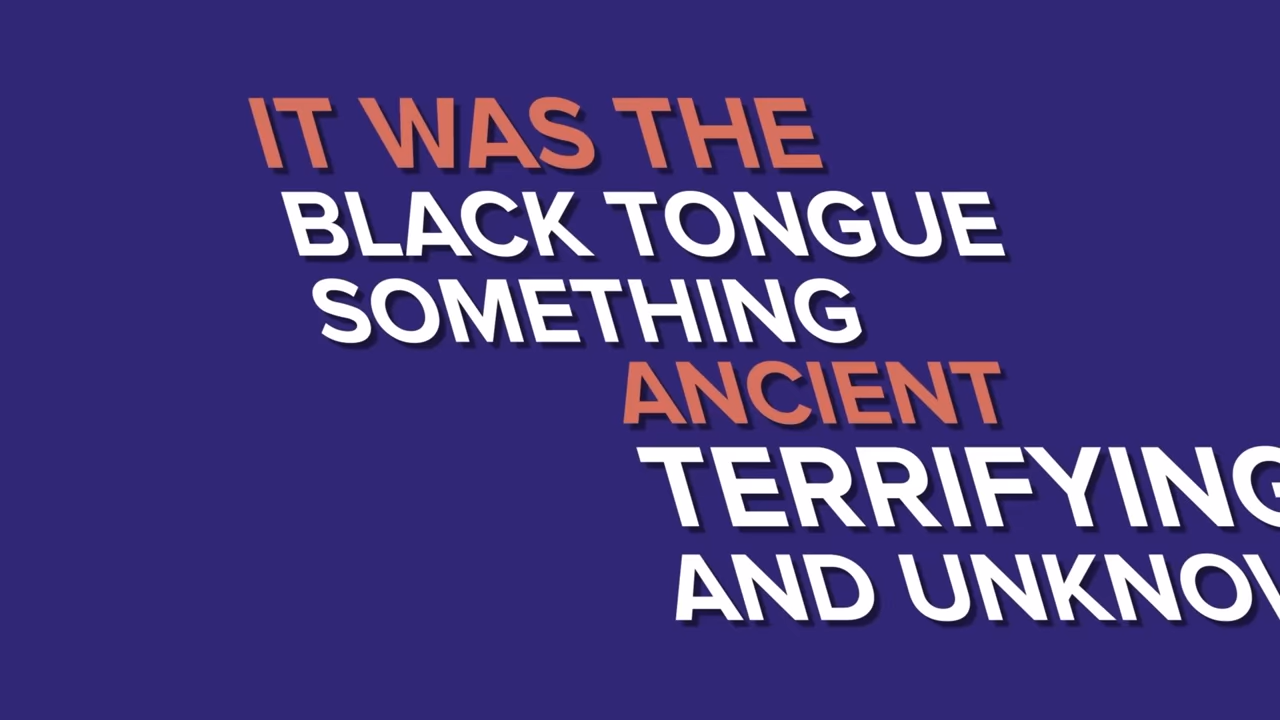 IT WAS THE
BLACK TONGUE
SOMETHING
ANCIENT
TERRIFYING
AND